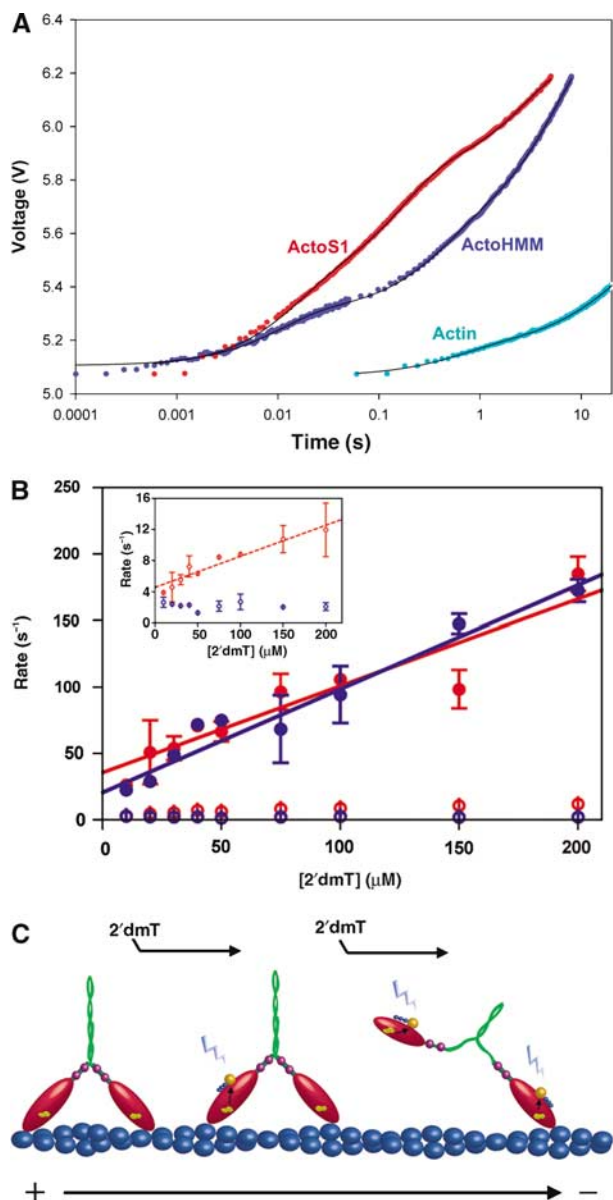 A
6.4
6.2
6.0
5.8
5.6
5.4
5.2
5.0
Voltage (V)
ActoS1
ActoHMM
Actin
0.0001
0.001
0.01
0.1
1
10
Time (s)
B
250
200
150
100
50
0
Rate (s⁻¹)
16
12
8
4
0
Rate (s⁻¹)
0 50 100 150 200
[2'dmT] (μM)
0 50 100 150 200
[2'dmT] (μM)
C
2'dmT
2'dmT
+ −